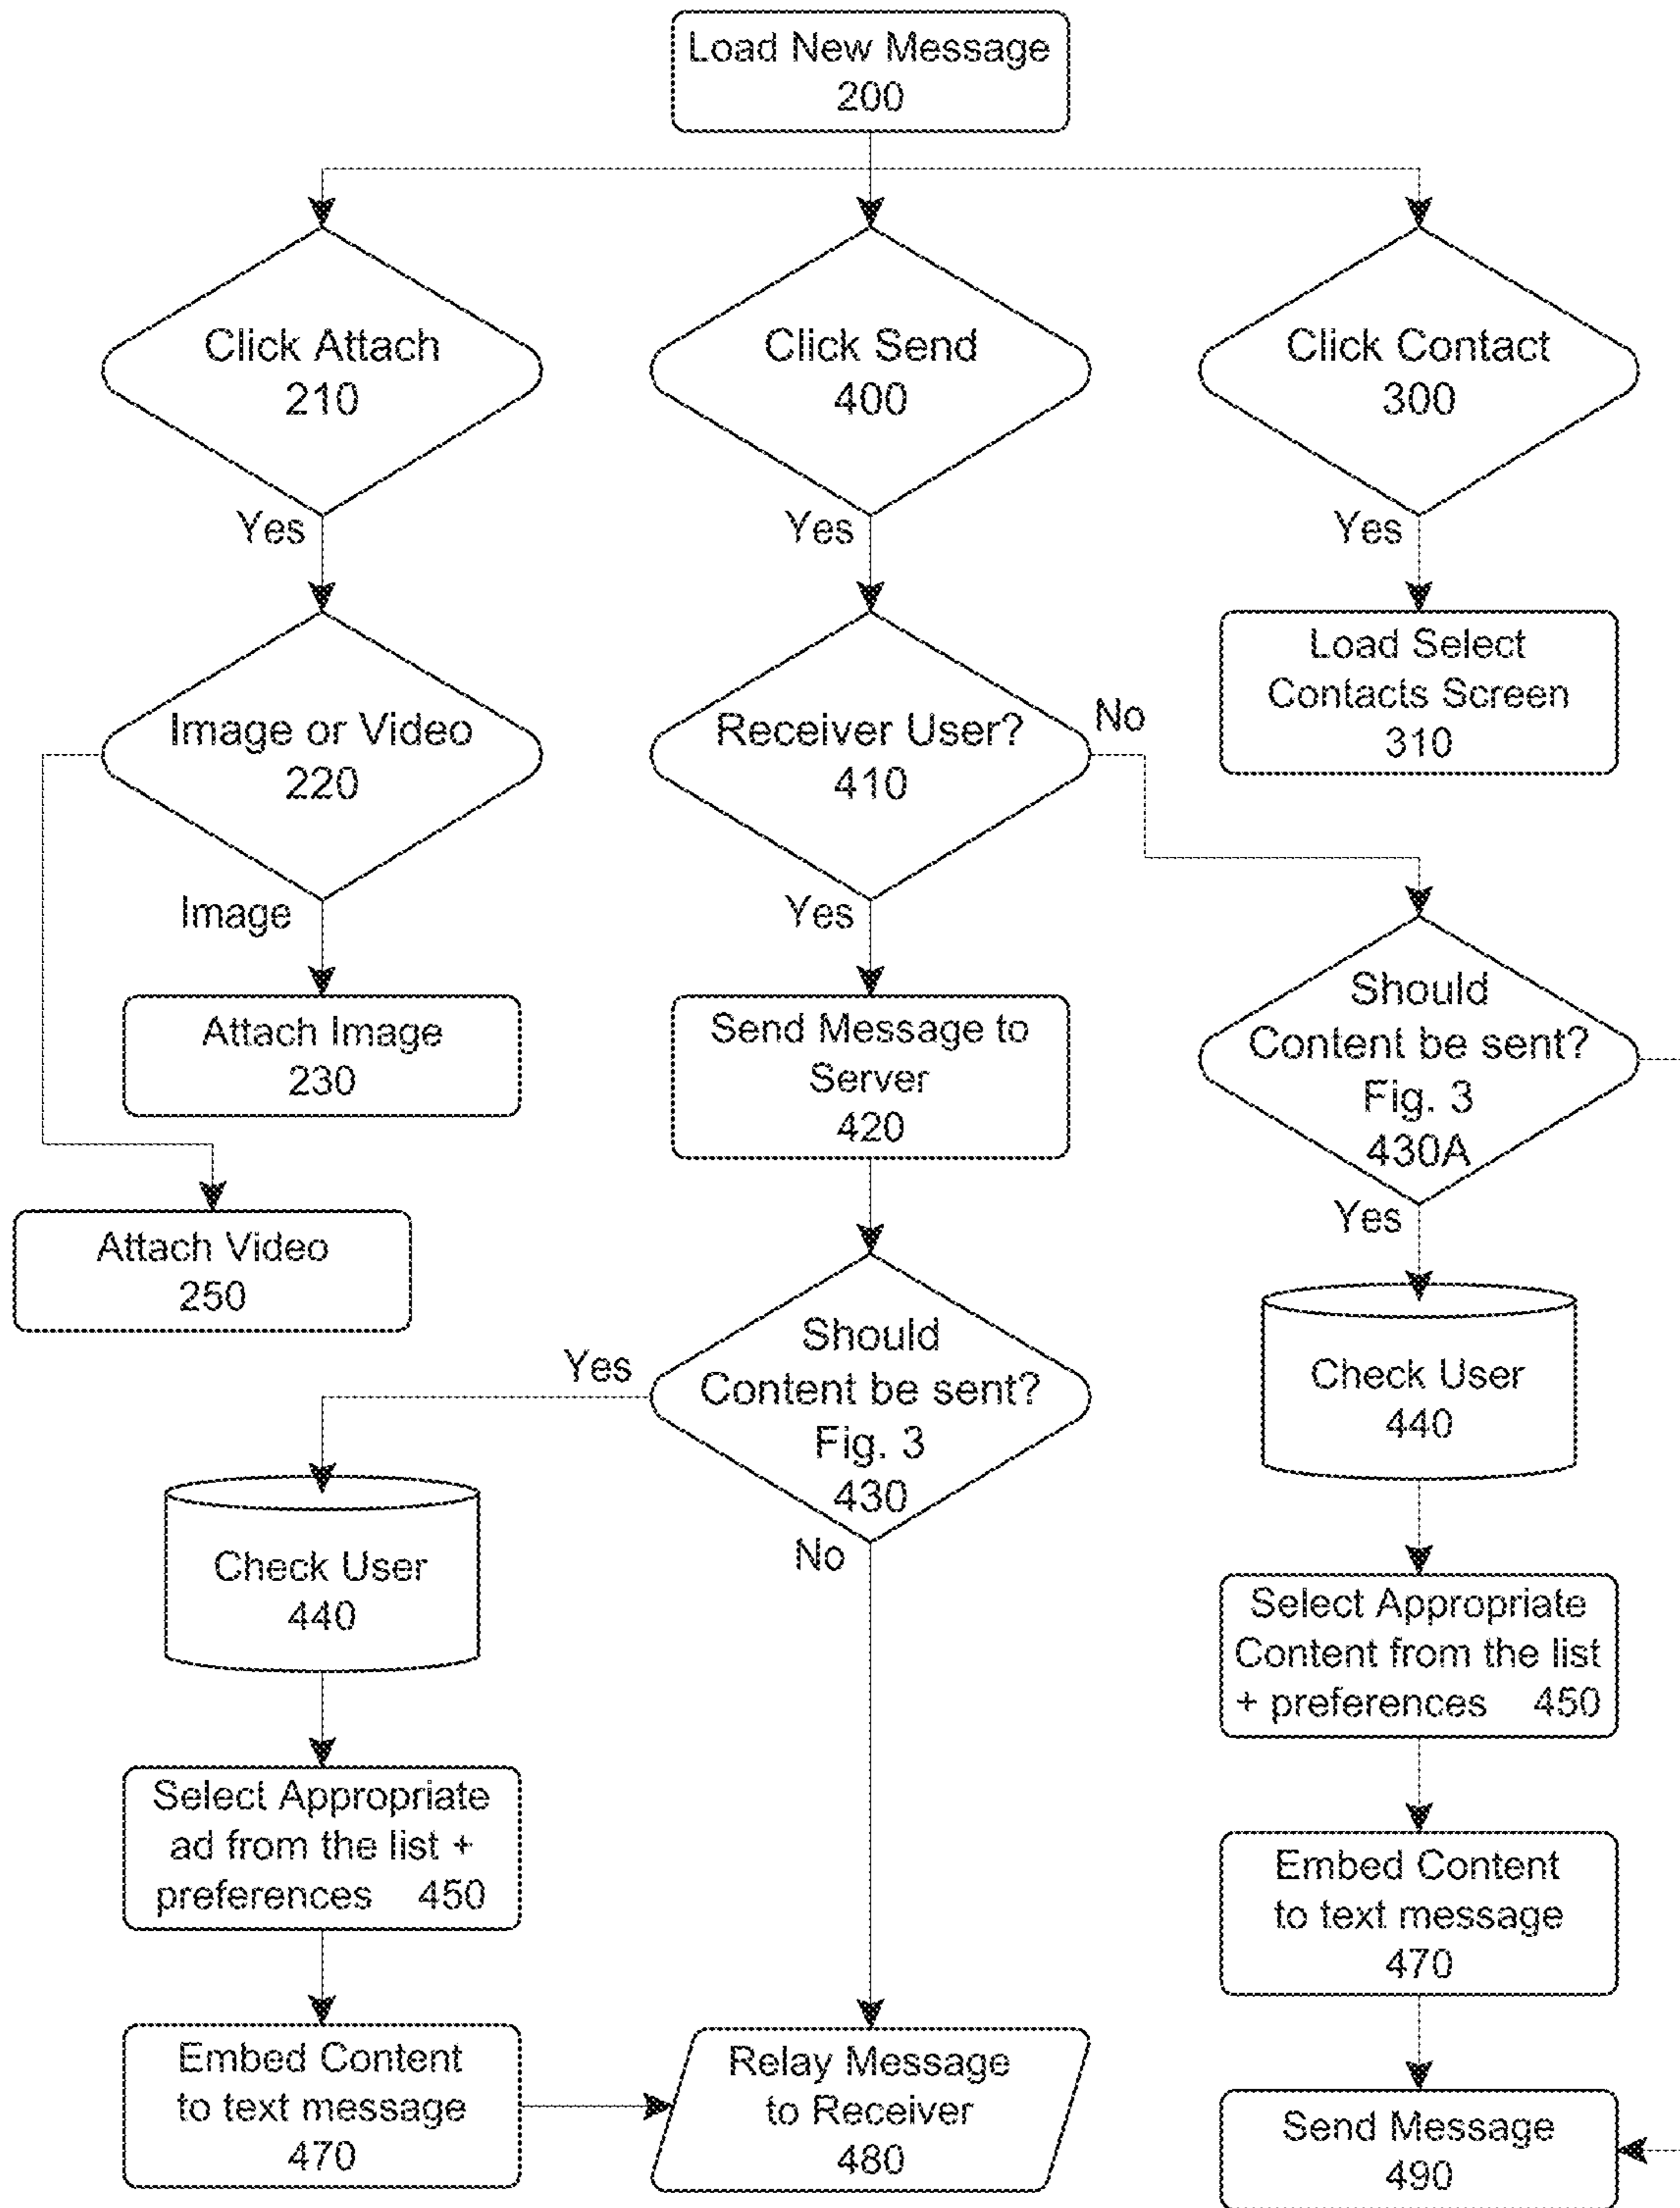 Load New Message
200
Click Attach
210
Click Send
400
Click Contact
300
Yes
Yes
Yes
Image or Video
220
Receiver User?
410
No
Load Select
Contacts Screen
310
Image
Yes
Attach Image
230
Send Message to
Server
420
Should
Content be sent?
Fig. 3
430A
Yes
Attach Video
250
Should
Content be sent?
Fig. 3
430
Yes
No
Check User
440
Check User
440
Select Appropriate
Content from the list
+ preferences 450
Select Appropriate
ad from the list +
preferences 450
Embed Content
to text message
470
Embed Content
to text message
470
Relay Message
to Receiver
480
Send Message
490